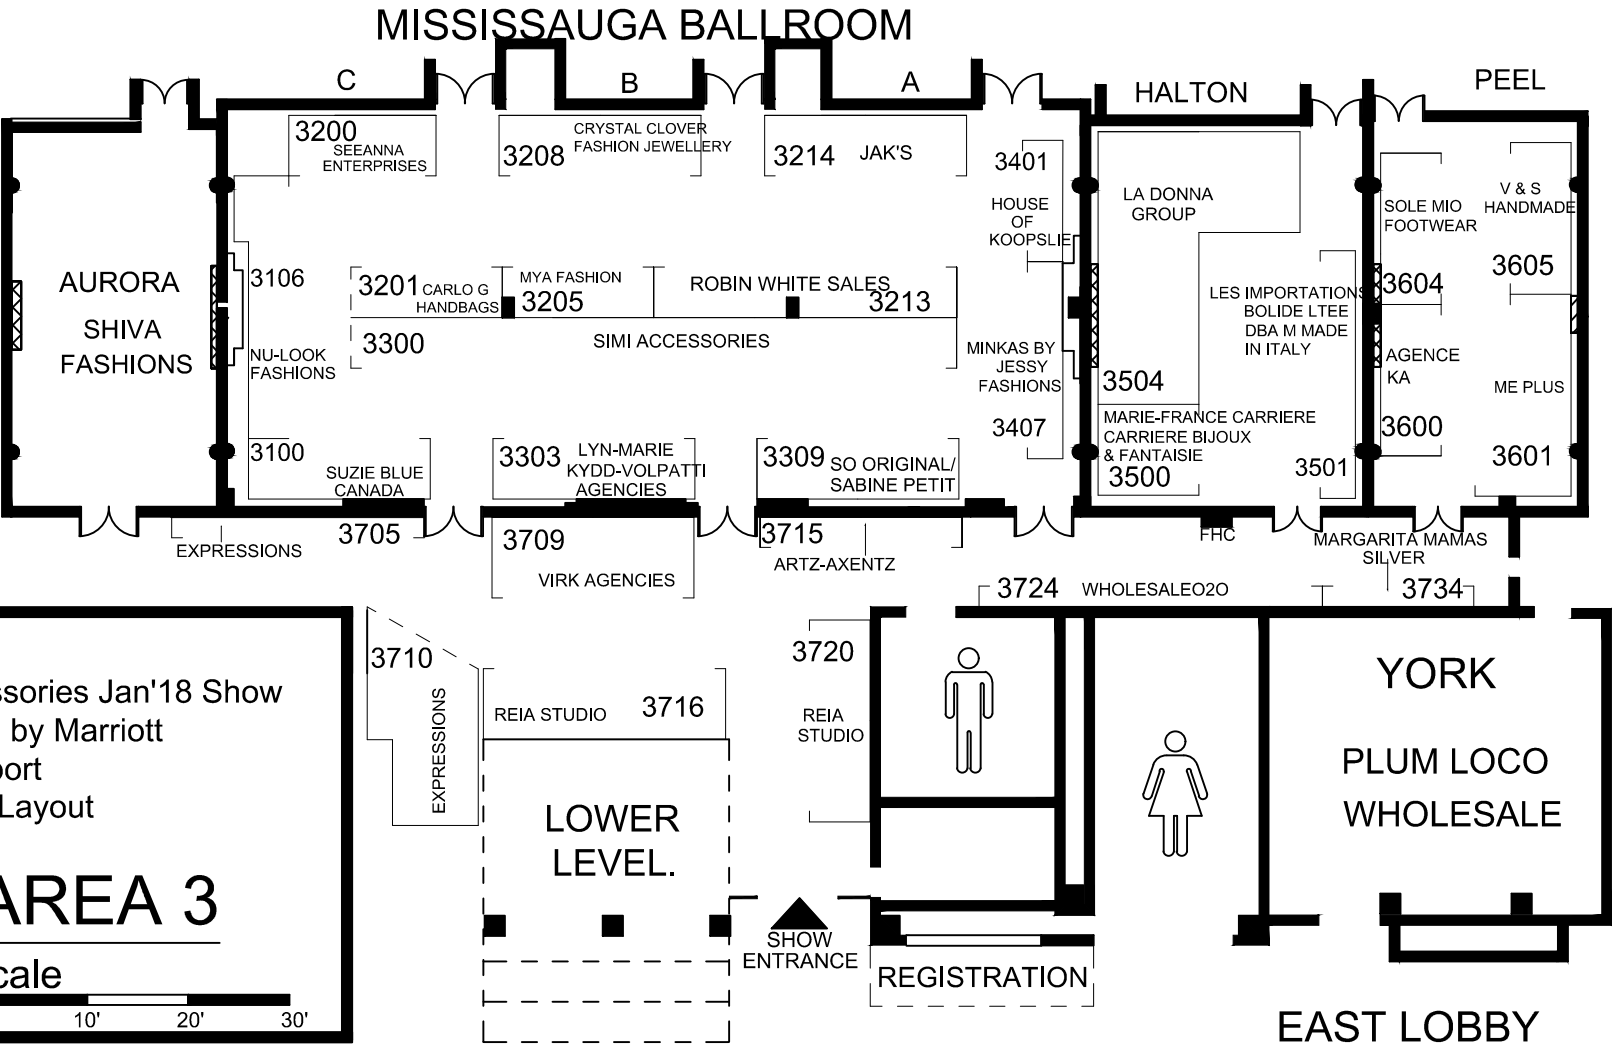 MISSISSAUGA BALLROOM
C
B
A
HALTON
PEEL
3200
SEEANNA
ENTERPRISES
3208
CRYSTAL CLOVER
FASHION JEWELLERY
3214
JAK'S
3401
HOUSE
OF
KOOPSLIE
LA DONNA
GROUP
SOLE MIO
FOOTWEAR
V & S
HANDMADE
AURORA
SHIVA
FASHIONS
3106
NU-LOOK
FASHIONS
3201
CARLO G
HANDBAGS
MYA FASHION
3205
ROBIN WHITE SALES
3213
3300
SIMI ACCESSORIES
MINKAS BY
JESSY
FASHIONS
3407
LES IMPORTATIONS
BOLIDE LTEE
DBA M MADE
IN ITALY
3604
3605
AGENCE
KA
ME PLUS
3504
MARIE-FRANCE CARRIERE
CARRIERE BIJOUX
& FANTAISIE
3500
3501
3600
3601
3100
SUZIE BLUE
CANADA
3303
LYN-MARIE
KYDD-VOLPATTI
AGENCIES
3309
SO ORIGINAL/
SABINE PETIT
EXPRESSIONS
3705
3709
VIRK AGENCIES
3715
ARTZ-AXENTZ
FHC
MARGARITA MAMAS
SILVER
3724
WHOLESALEO2O
3734
3710
EXPRESSIONS
REIA STUDIO
3716
3720
REIA
STUDIO
YORK
PLUM LOCO
WHOLESALE
LOWER
LEVEL.
SHOW
ENTRANCE
REGISTRATION
EAST LOBBY
ssories Jan'18 Show
by Marriott
port
Layout
AREA 3
cale
10'
20'
30'